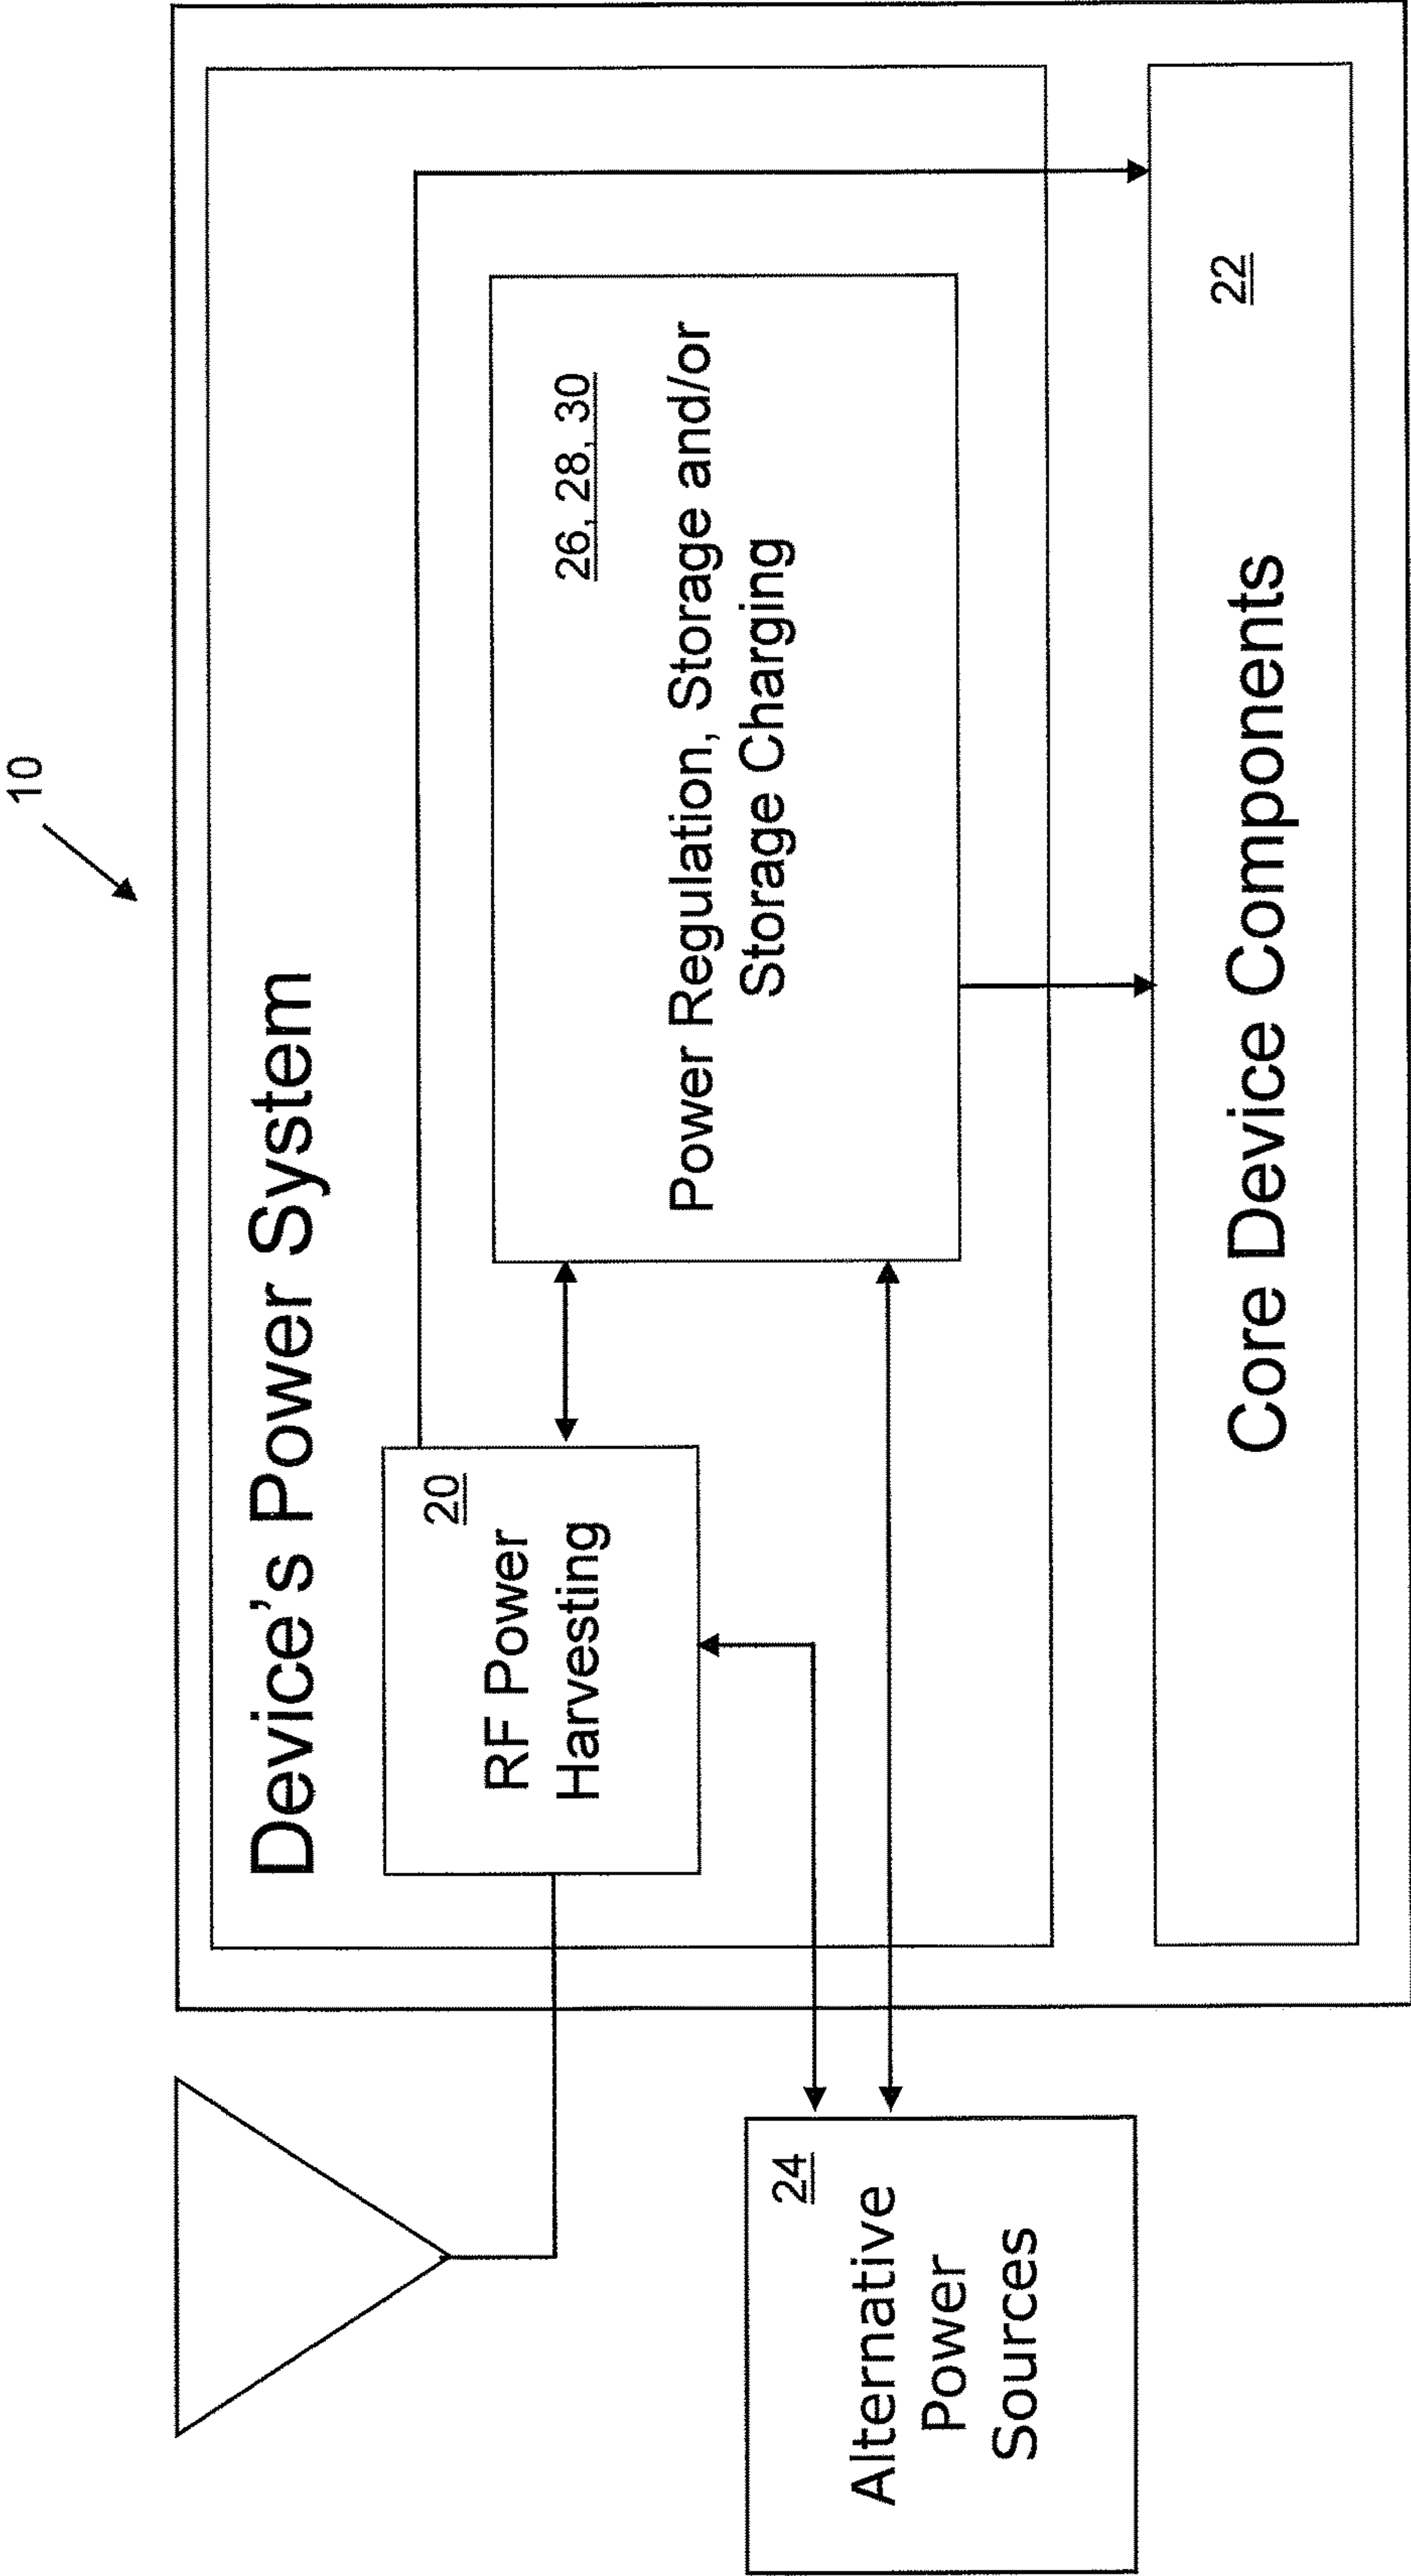 10
Device's Power System
20
RF Power
Harvesting
26, 28, 30
Power Regulation, Storage and/or
Storage Charging
24
Alternative
Power
Sources
22
Core Device Components